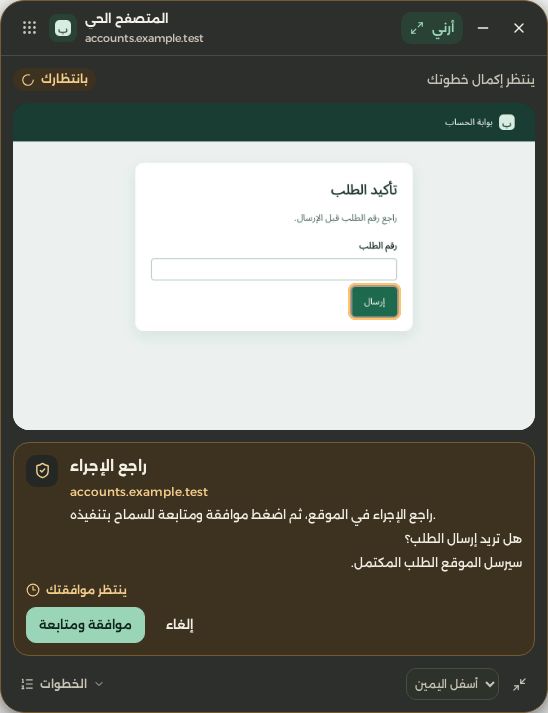 المتصفح الحي
accounts.example.test
ب
أرني
ينتظر إكمال خطوتك
بانتظارك
ب
بوابة الحساب
تأكيد الطلب
راجع رقم الطلب قبل الإرسال.
رقم الطلب
إرسال
راجع الإجراء
accounts.example.test
راجع الإجراء في الموقع، ثم اضغط موافقة ومتابعة للسماح بتنفيذه.
هل تريد إرسال الطلب؟
سيرسل الموقع الطلب المكتمل.
ينتظر موافقتك
موافقة ومتابعة
إلغاء
الخطوات
أسفل اليمين